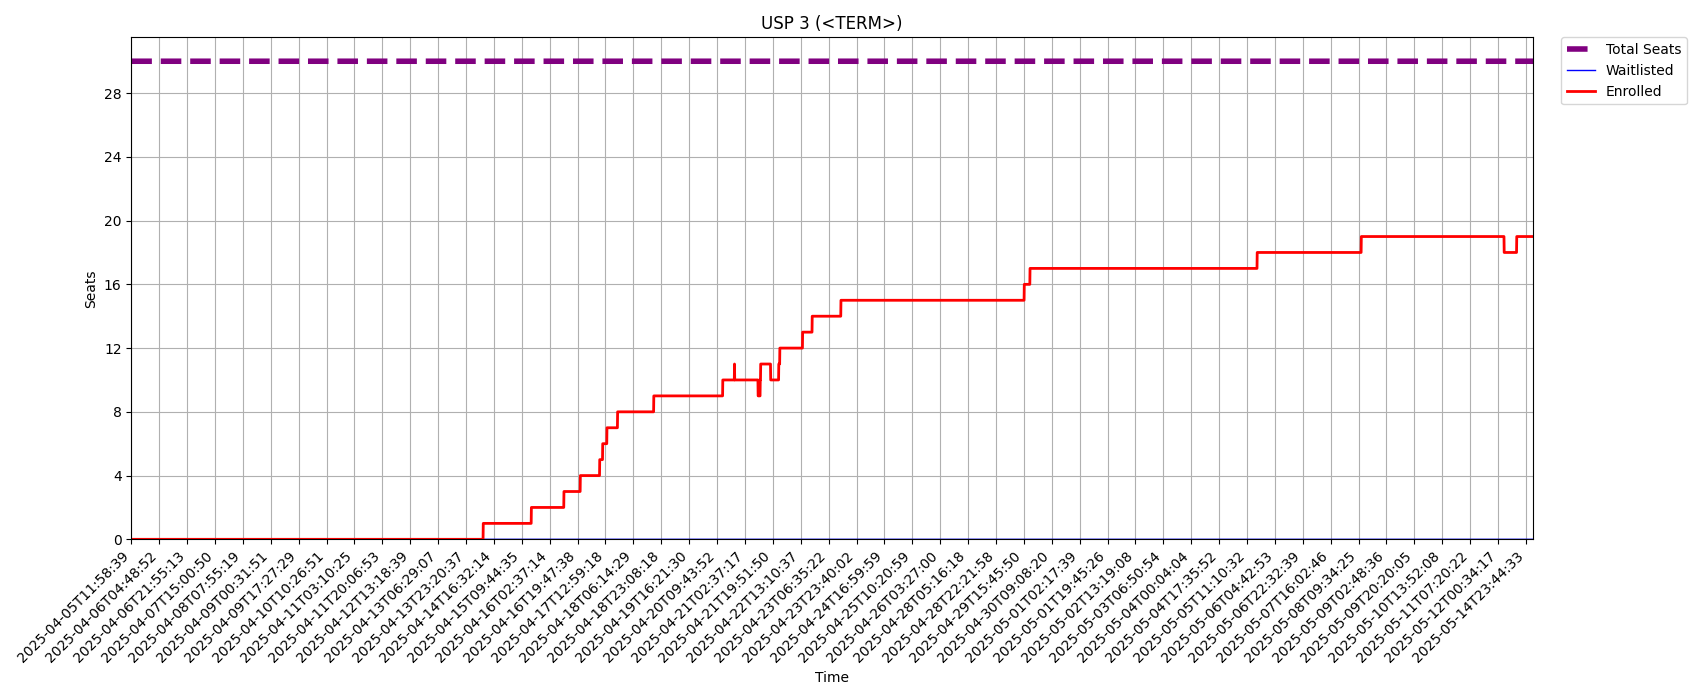 USP 3 (<TERM>)
Total Seats
Waitlisted
Enrolled
28
24
20
16
12
8
4
0
Seats
2025-04-05T11:58:39
2025-04-06T04:48:52
2025-04-06T21:55:13
2025-04-07T15:00:50
2025-04-08T07:55:19
2025-04-09T00:31:51
2025-04-09T17:27:29
2025-04-10T10:26:51
2025-04-11T03:10:25
2025-04-11T20:06:53
2025-04-12T13:18:39
2025-04-13T06:29:07
2025-04-13T23:20:37
2025-04-14T16:32:14
2025-04-15T09:44:35
2025-04-16T02:37:14
2025-04-16T19:47:38
2025-04-17T12:59:18
2025-04-18T06:14:29
2025-04-18T23:08:18
2025-04-19T16:21:30
2025-04-20T09:43:52
2025-04-21T02:37:17
2025-04-21T19:51:50
2025-04-22T13:10:37
2025-04-23T06:35:22
2025-04-23T23:40:02
2025-04-24T16:59:59
2025-04-25T10:20:59
2025-04-26T03:27:00
2025-04-28T05:16:18
2025-04-28T22:21:58
2025-04-29T15:45:50
2025-04-30T09:08:20
2025-05-01T02:17:39
2025-05-01T19:45:26
2025-05-02T13:19:08
2025-05-03T06:50:54
2025-05-04T00:04:04
2025-05-04T17:35:52
2025-05-05T11:10:32
2025-05-06T04:42:53
2025-05-06T22:32:39
2025-05-07T16:02:46
2025-05-08T09:34:25
2025-05-09T02:48:36
2025-05-09T20:20:05
2025-05-10T13:52:08
2025-05-11T07:20:22
2025-05-12T00:34:17
2025-05-14T23:44:33
Time